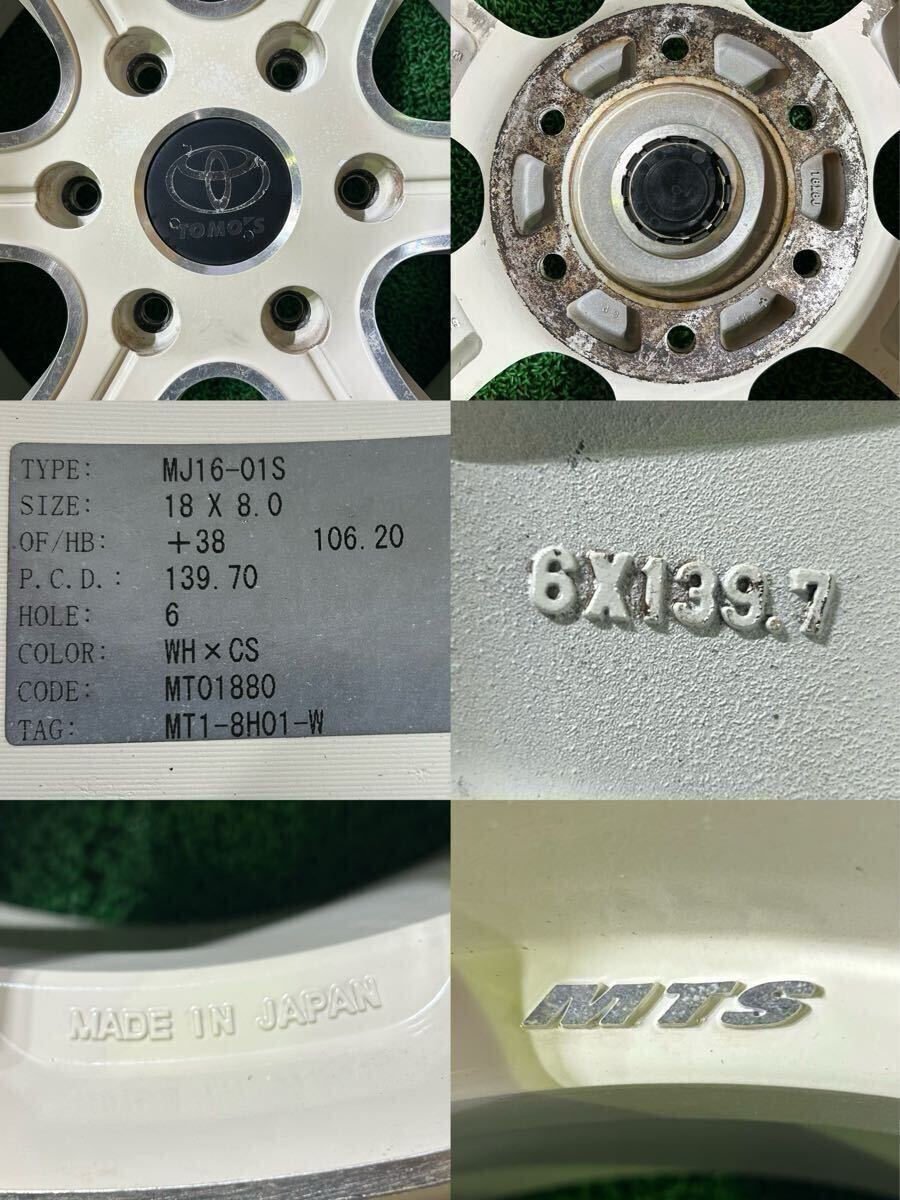 TOMO'S
TYPE: MJ16-01S
SIZE: 18 X 8.0
OF/HB: +38 106.20
P.C.D.: 139.70
HOLE: 6
COLOR: WH×CS
CODE: MT01880
TAG: MT1-8H01-W
6X139.7
MADE IN JAPAN
MTS